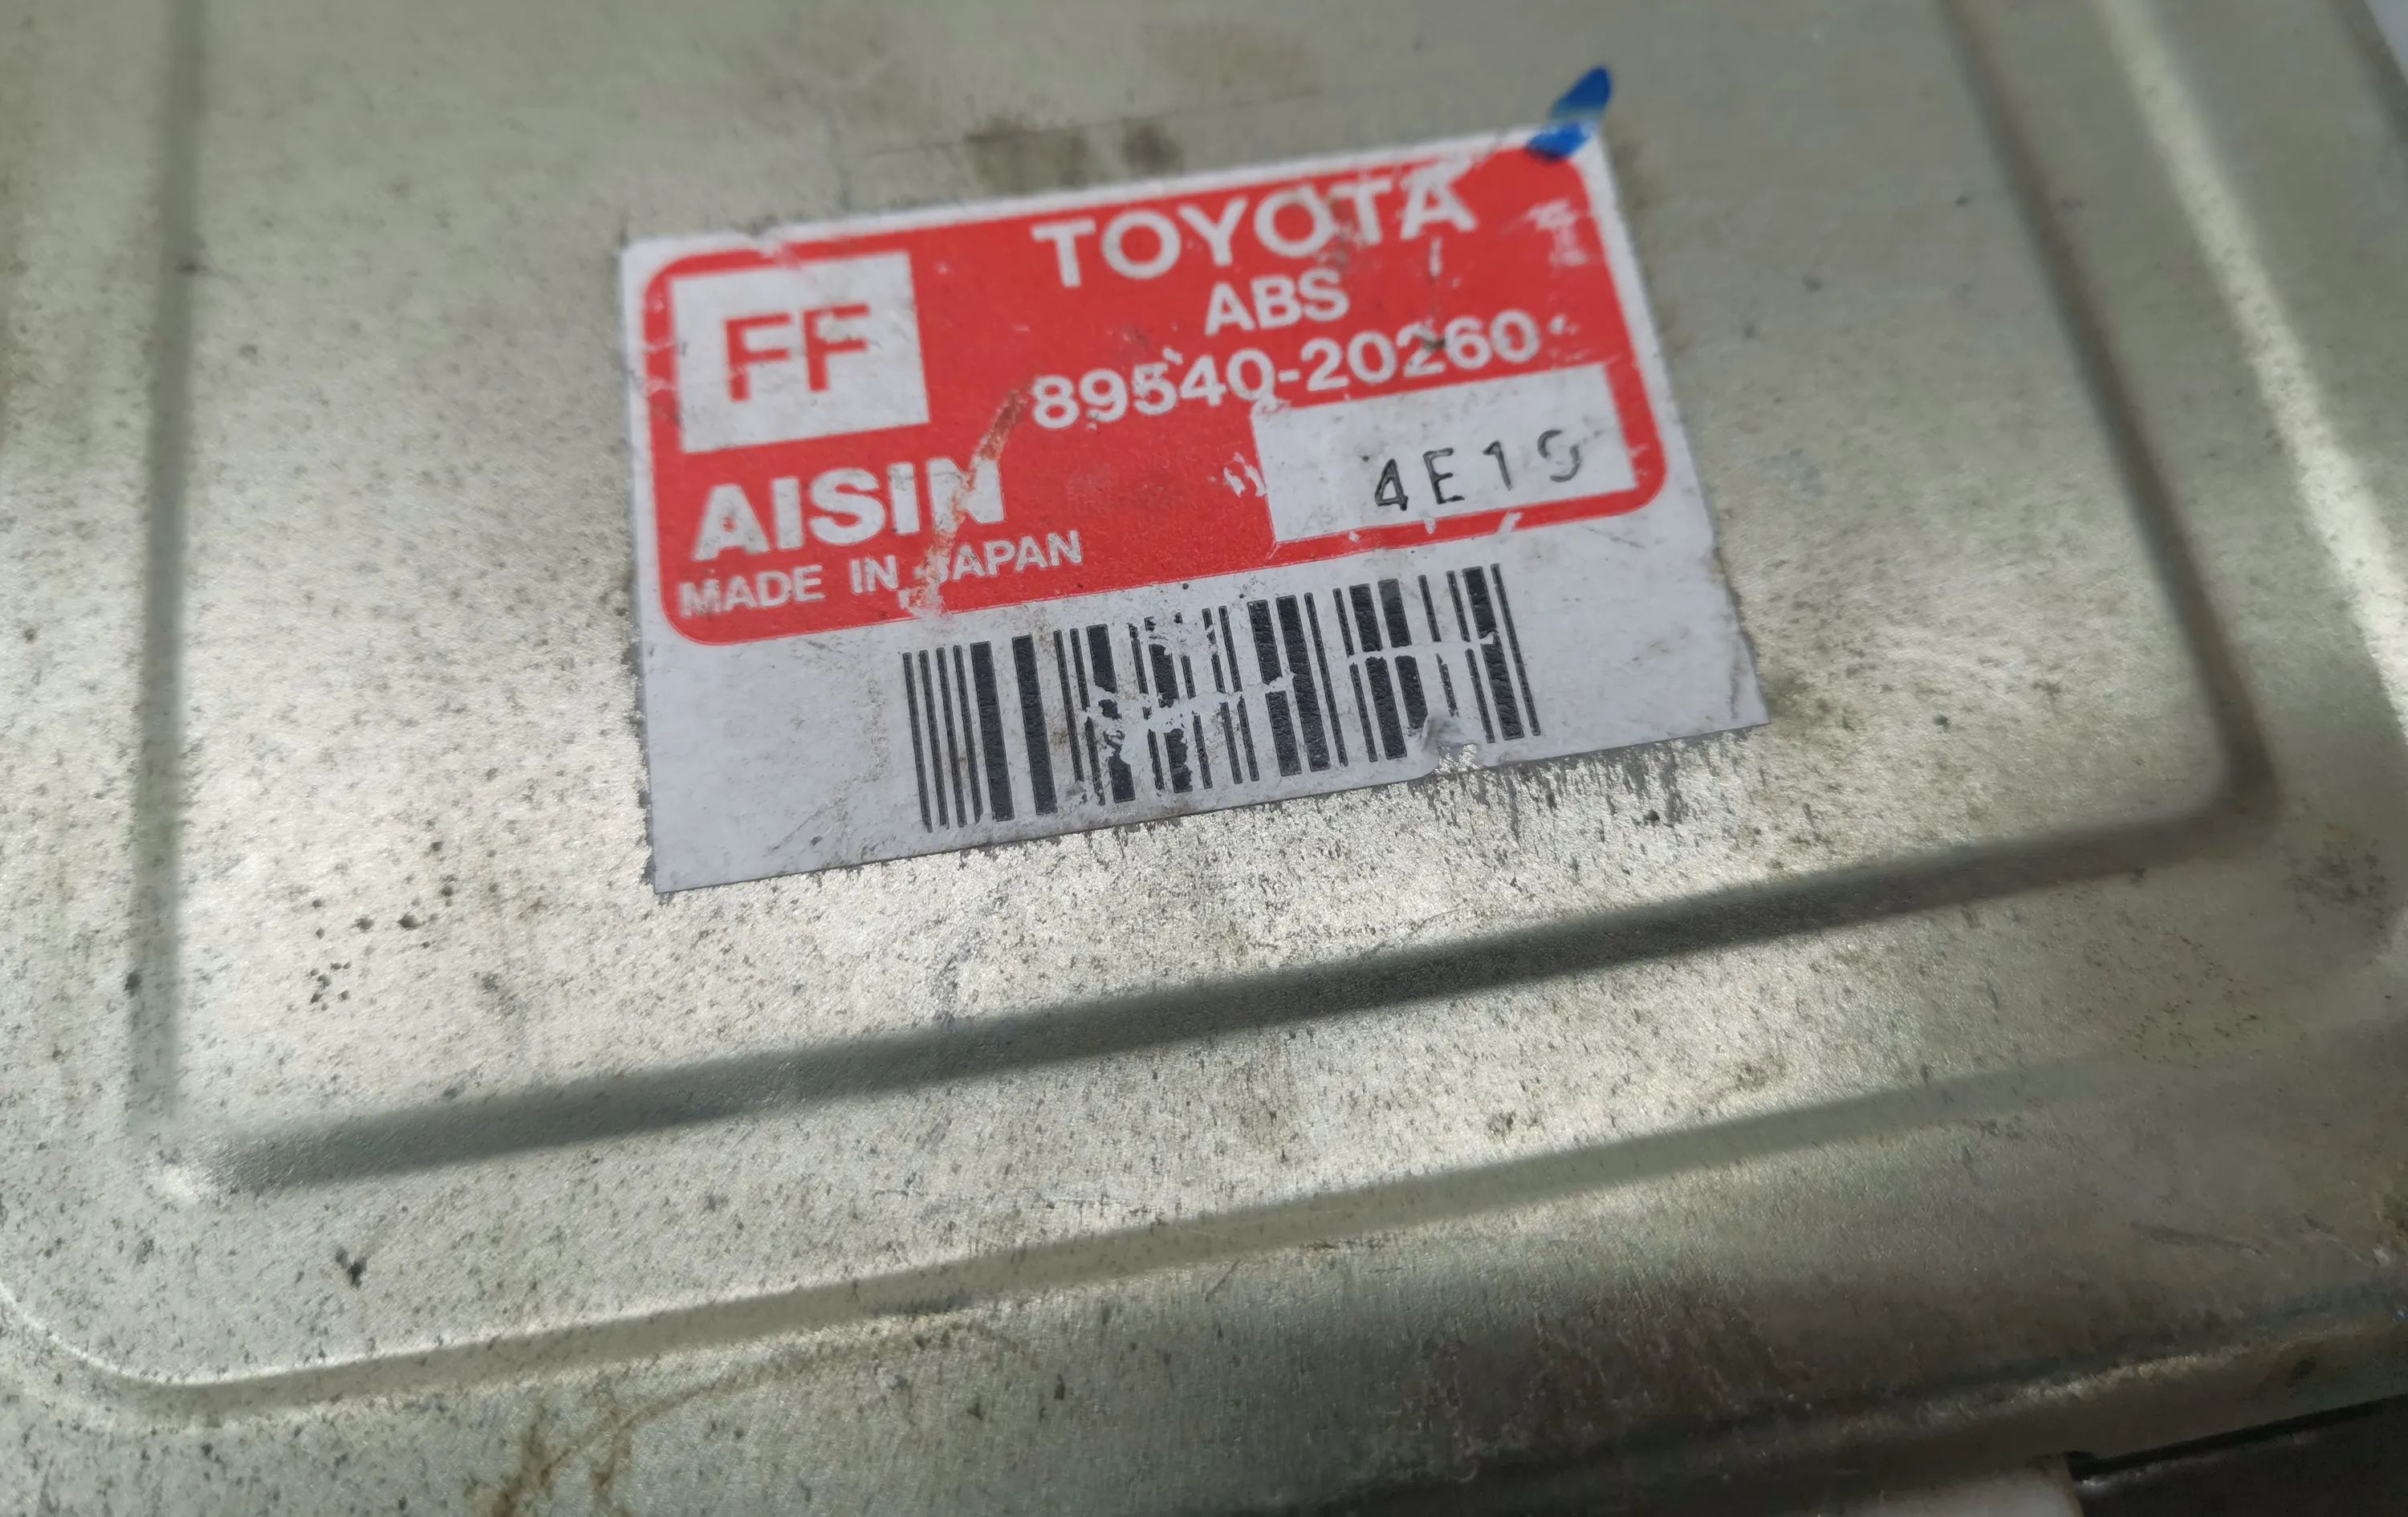 TOYOTA
ABS
89540-20260
FF
4E19
AISIN
MADE IN JAPAN